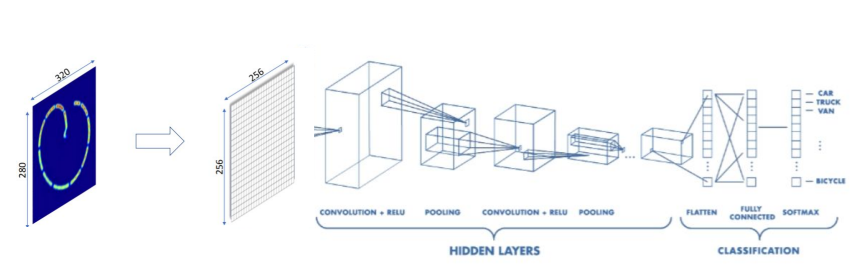 320
280
256
256
CAR
TRUCK
VAN
BICYCLE
CONVOLUTION + RELU
POOLING
CONVOLUTION + RELU
POOLING
FLATTEN
FULLY
CONNECTED
SOFTMAX
HIDDEN LAYERS
CLASSIFICATION